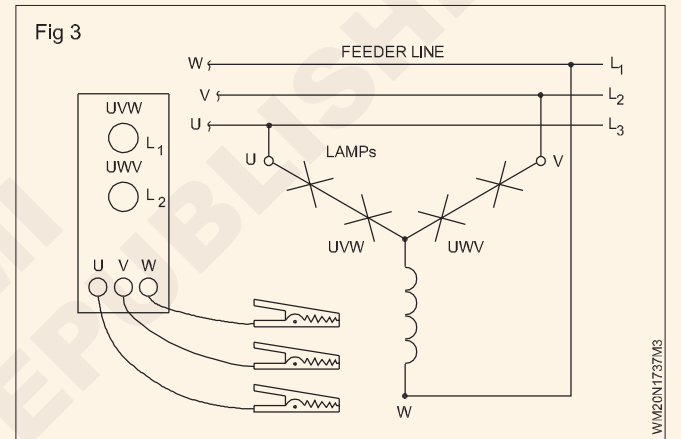 Fig 3
FEEDER LINE
W L1
V L2
U L3
UVW
L1
UWV
L2
U V W
LAMPs
U V
UVW UWV
W
WM20N1737M3